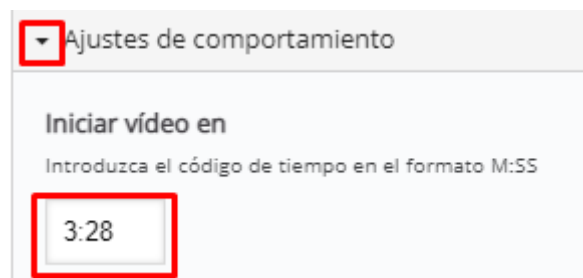 Ajustes de comportamiento
Iniciar vídeo en
Introduzca el código de tiempo en el formato M:SS
3:28